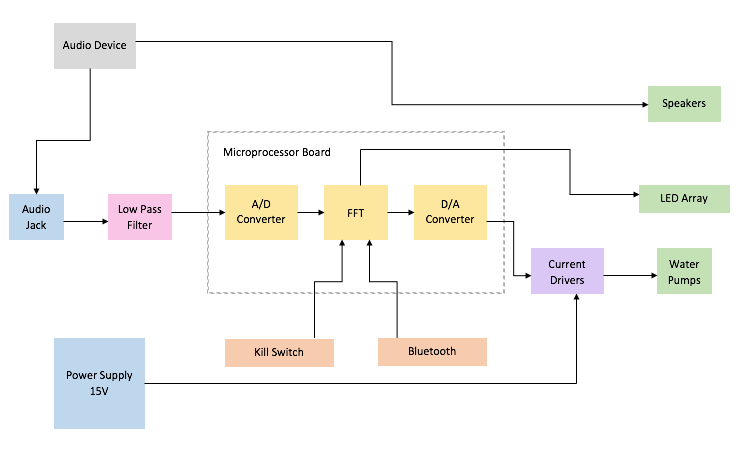 Audio Device
Speakers
Microprocessor Board
Audio
Jack
Low Pass
Filter
A/D
Converter
FFT
D/A
Converter
LED Array
Current
Drivers
Water
Pumps
Kill Switch
Bluetooth
Power Supply
15V